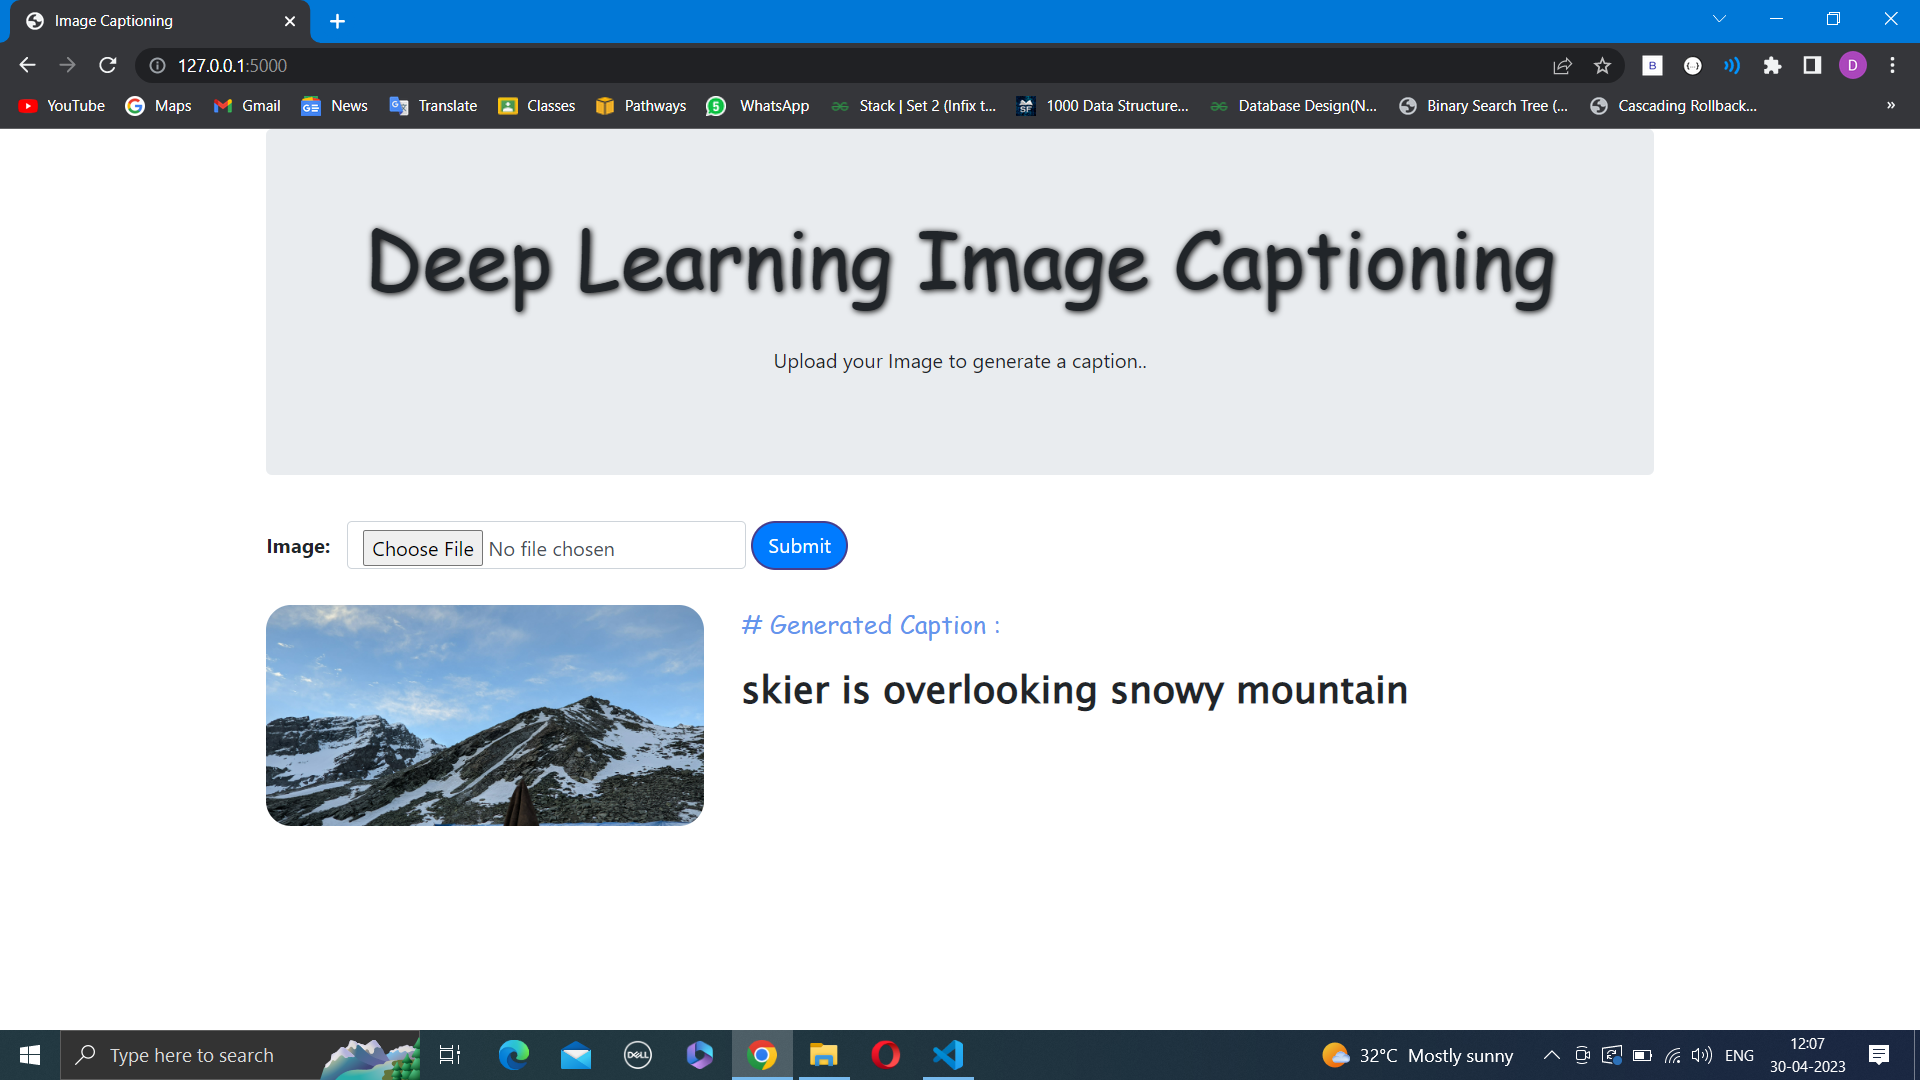 Image Captioning
127.0.0.1:5000
B
D
YouTube Maps Gmail News Translate Classes Pathways 5 WhatsApp Stack | Set 2 (Infix t... SF 1000 Data Structure... Database Design(N... Binary Search Tree (... Cascading Rollback... »
Deep Learning Image Captioning
Upload your Image to generate a caption..
Image: Choose File No file chosen Submit
# Generated Caption :
skier is overlooking snowy mountain
Type here to search DELL 32°C Mostly sunny ENG 12:07
30-04-2023